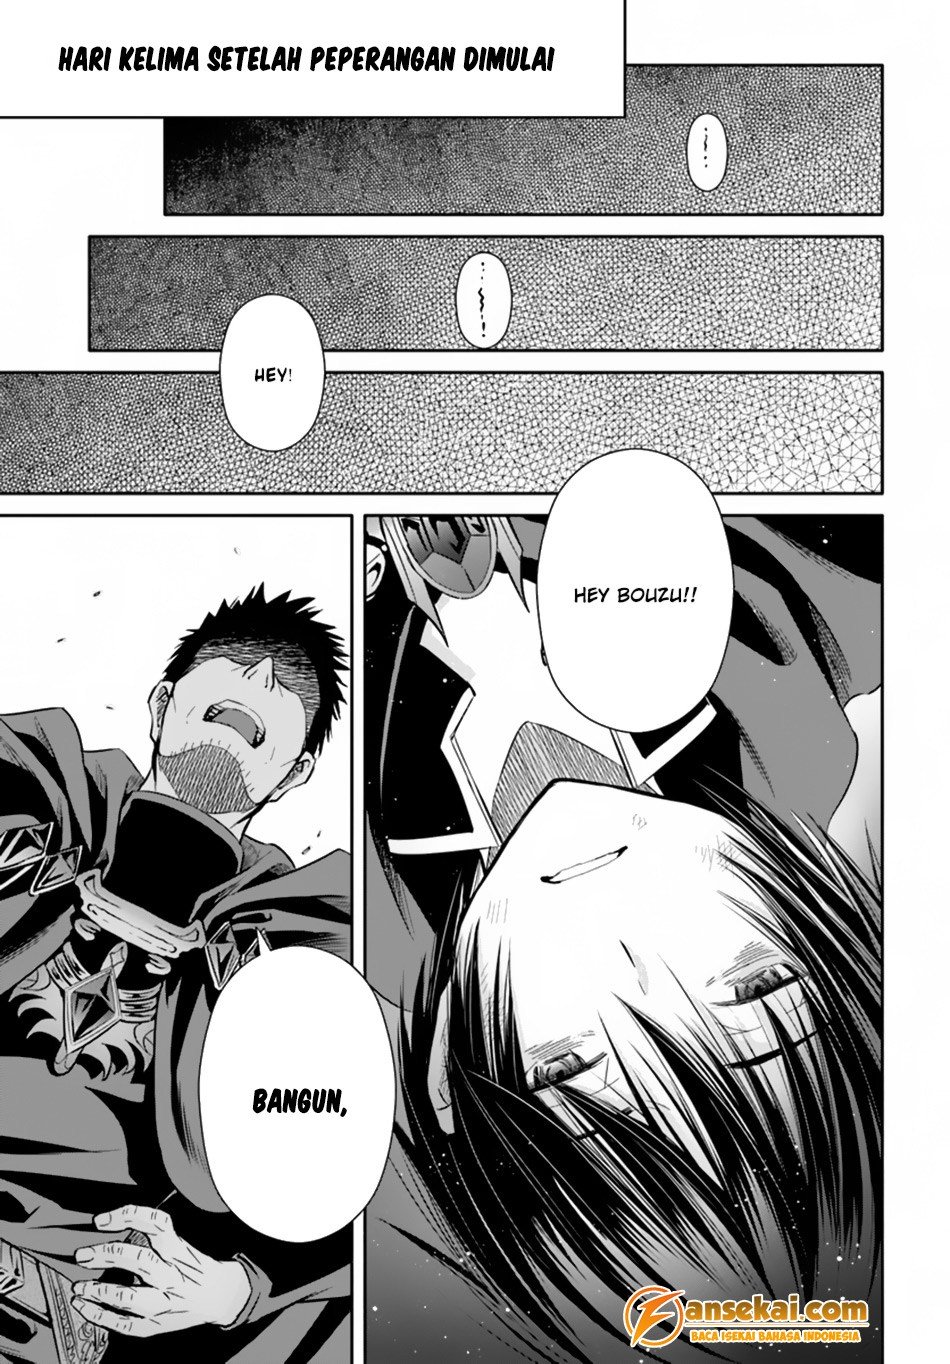 HARI KELIMA SETELAH PEPERANGAN DIMULAI
HEY!
HEY BOUZU!!
BANGUN,
ansekai.com
BACA ISEKAI BAHASA INDONESIA